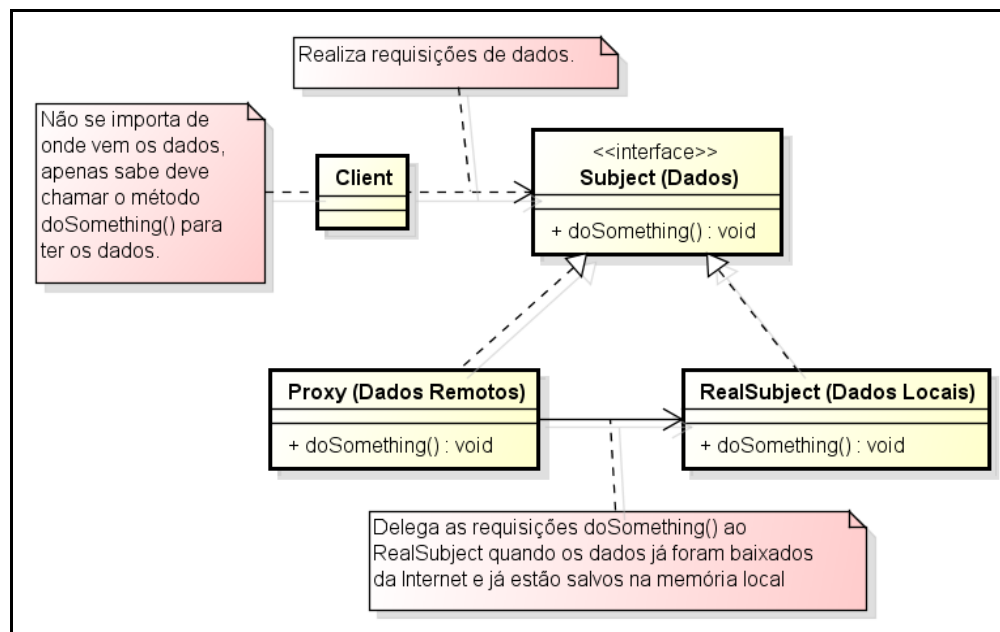 Realiza requisições de dados.
Não se importa de
onde vem os dados,
apenas sabe deve
chamar o método
doSomething() para
ter os dados.
Client
<<interface>>
Subject (Dados)
+ doSomething() : void
Proxy (Dados Remotos)
+ doSomething() : void
RealSubject (Dados Locais)
+ doSomething() : void
Delega as requisições doSomething() ao
RealSubject quando os dados já foram baixados
da Internet e já estão salvos na memória local